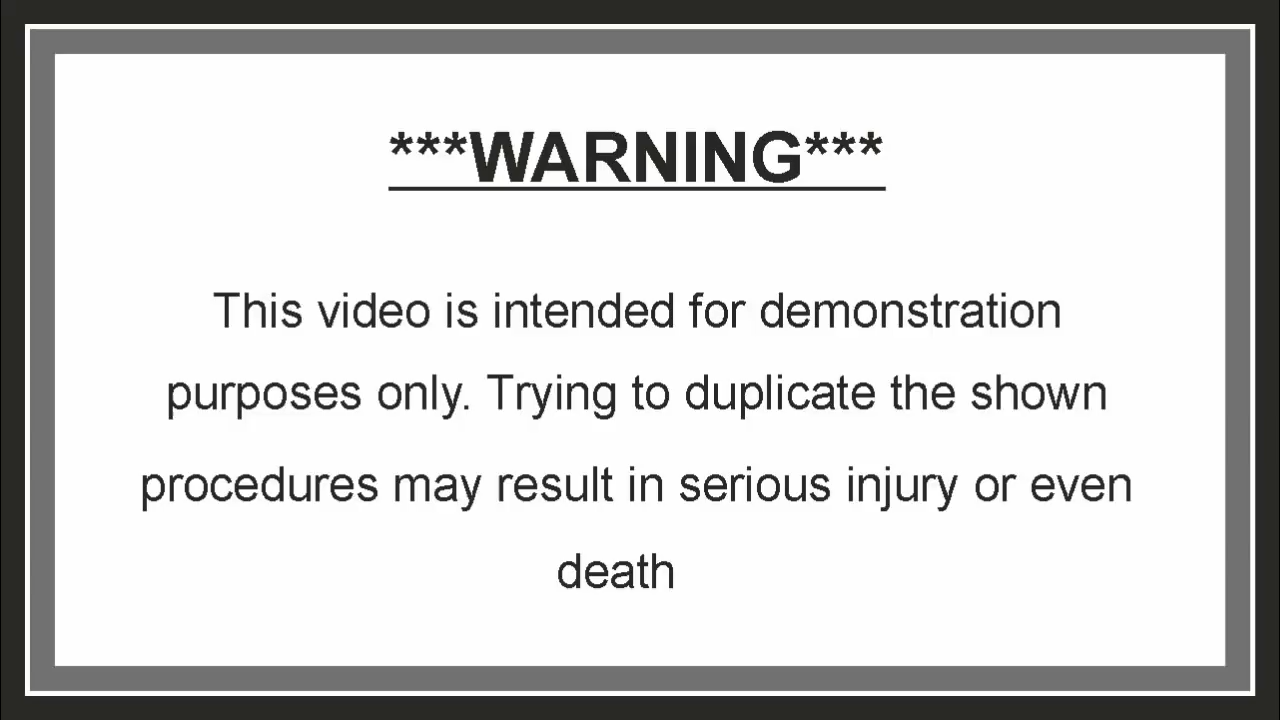 ***WARNING***
This video is intended for demonstration
purposes only. Trying to duplicate the shown
procedures may result in serious injury or even
death